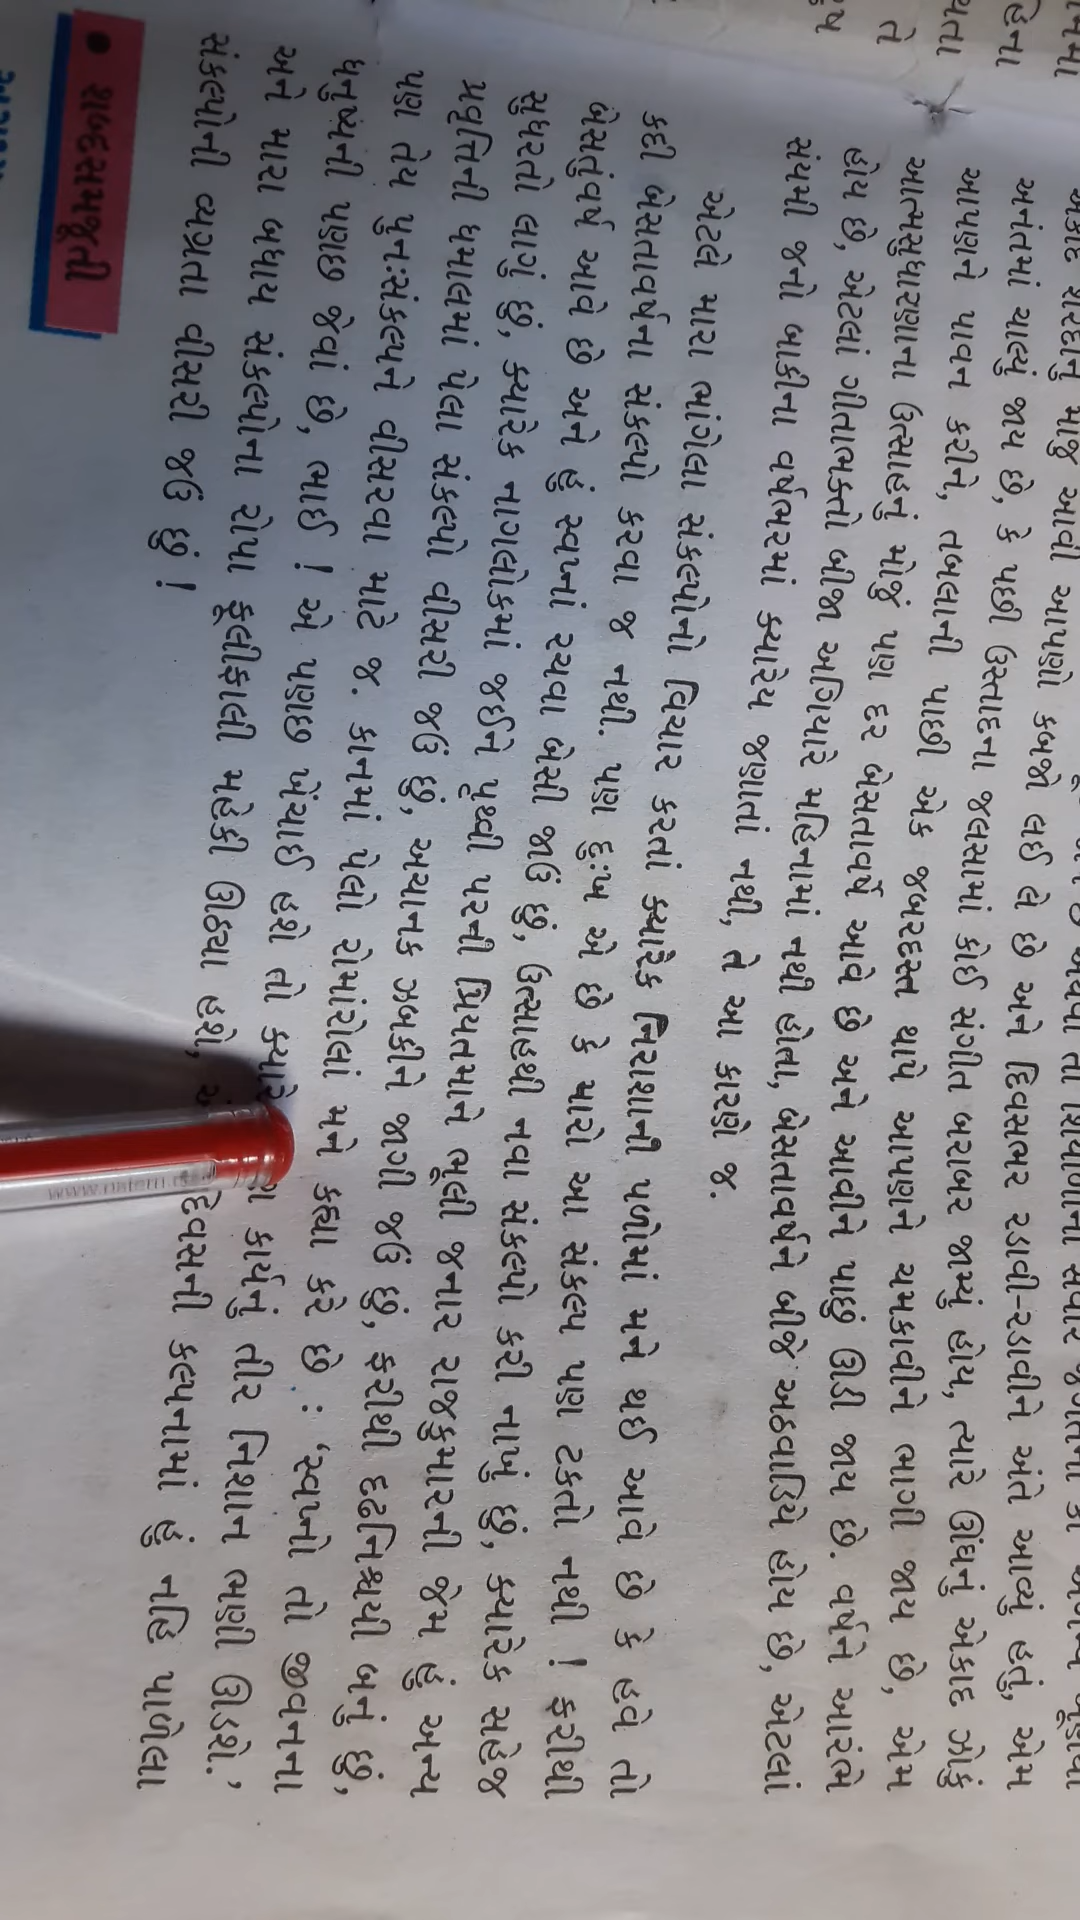 અનંતમાં ચાલ્યું જાય છે, કે પછી ઉસ્તાદના જલસામાં કોઈ સંગીત બરાબર જામ્યું હોય, ત્યારે ઊંઘનું એકાદ ઝોકું
આપણને પાવન કરીને, તબલાની પાછી એક જબરદસ્ત થાપે આપણને ચમકાવીને ભાગી જાય છે, એમ
આત્મસુધારણાના ઉત્સાહનું મોજું પણ દર બેસતાવર્ષે આવે છે અને આવીને પાછું ઊડી જાય છે. વર્ષને આરંભે
હોય છે, એટલાં ગીતાભક્તો બીજા અગિયારે મહિનામાં નથી હોતા, બેસતાવર્ષને બીજે અઠવાડિયે હોય છે, એટલાં
સંયમી જનો બાકીના વર્ષભરમાં ક્યારેય જણાતાં નથી, તે આ કારણે જ.
એટલે મારા ભાંગેલા સંકલ્પોનો વિચાર કરતાં ક્યારેક નિરાશાની પળોમાં મને થઈ આવે છે કે હવે તો
કદી બેસતાવર્ષના સંકલ્પો કરવા જ નથી. પણ દુઃખ એ છે કે મારો આ સંકલ્પ પણ ટકતો નથી ! ફરીથી
બેસતુંવર્ષ આવે છે અને હું સ્વપ્નાં રચવા બેસી જાઉં છું, ઉત્સાહથી નવા સંકલ્પો કરી નાખું છું, ક્યારેક સહેજ
સુધરતો લાગું છું, ક્યારેક નાગલોકમાં જઈને પૃથ્વી પરની પ્રિયતમાને ભૂલી જનાર રાજકુમારની જેમ હું અન્ય
પ્રવૃત્તિની ધમાલમાં પેલા સંકલ્પો વીસરી જઉં છું, અચાનક ઝબકીને જાગી જઉં છું, ફરીથી દૃઢનિશ્ચયી બનું છું,
પણ તેય પુનઃસંકલ્પને વીસરવા માટે જ. કાનમાં પેલો રોમાંરોલાં મને કહ્યા કરે છે : ‘સ્વપ્નો તો જીવનના
ધનુષ્યની પણછ જેવાં છે, ભાઈ ! એ પણછ ખેંચાઈ હશે તો ક્યારે કાર્યનું તીર નિશાન ભણી ઊડશે.’
અને મારા બધાય સંકલ્પોના રોપા ફૂલીફાલી મહેકી ઊઠ્યા હશે, દિવસની કલ્પનામાં હું નહિ પાળેલા
સંકલ્પોની વ્યગ્રતા વીસરી જઉં છું !
• શબ્દસમજૂતી